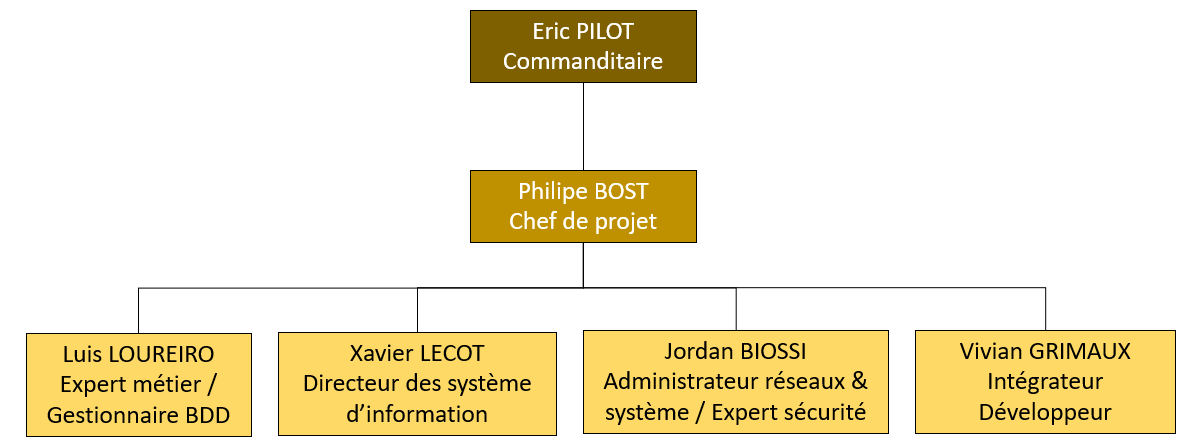 Eric PILOT
Commanditaire
Philipe BOST
Chef de projet
Luis LOUREIRO
Expert métier /
Gestionnaire BDD
Xavier LECOT
Directeur des système
d’information
Jordan BIOSSI
Administrateur réseaux &
système / Expert sécurité
Vivian GRIMAUX
Intégrateur
Développeur